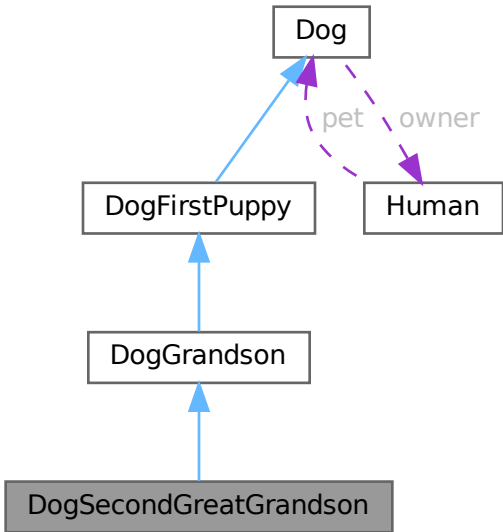 Dog
pet
owner
DogFirstPuppy
Human
DogGrandson
DogSecondGreatGrandson